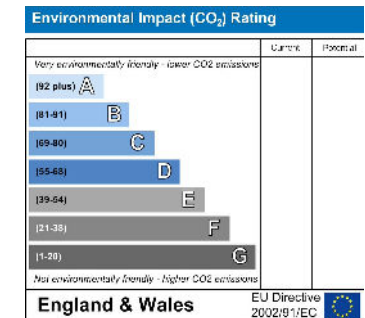 Environmental Impact (CO₂) Rating
Current Potential
Very environmentally friendly - lower CO2 emissions
(92 plus) A
(81-91) B
(69-80) C
(55-68) D
(39-54) E
(21-38) F
(1-20) G
Not environmentally friendly - higher CO2 emissions
England & Wales
EU Directive
2002/91/EC